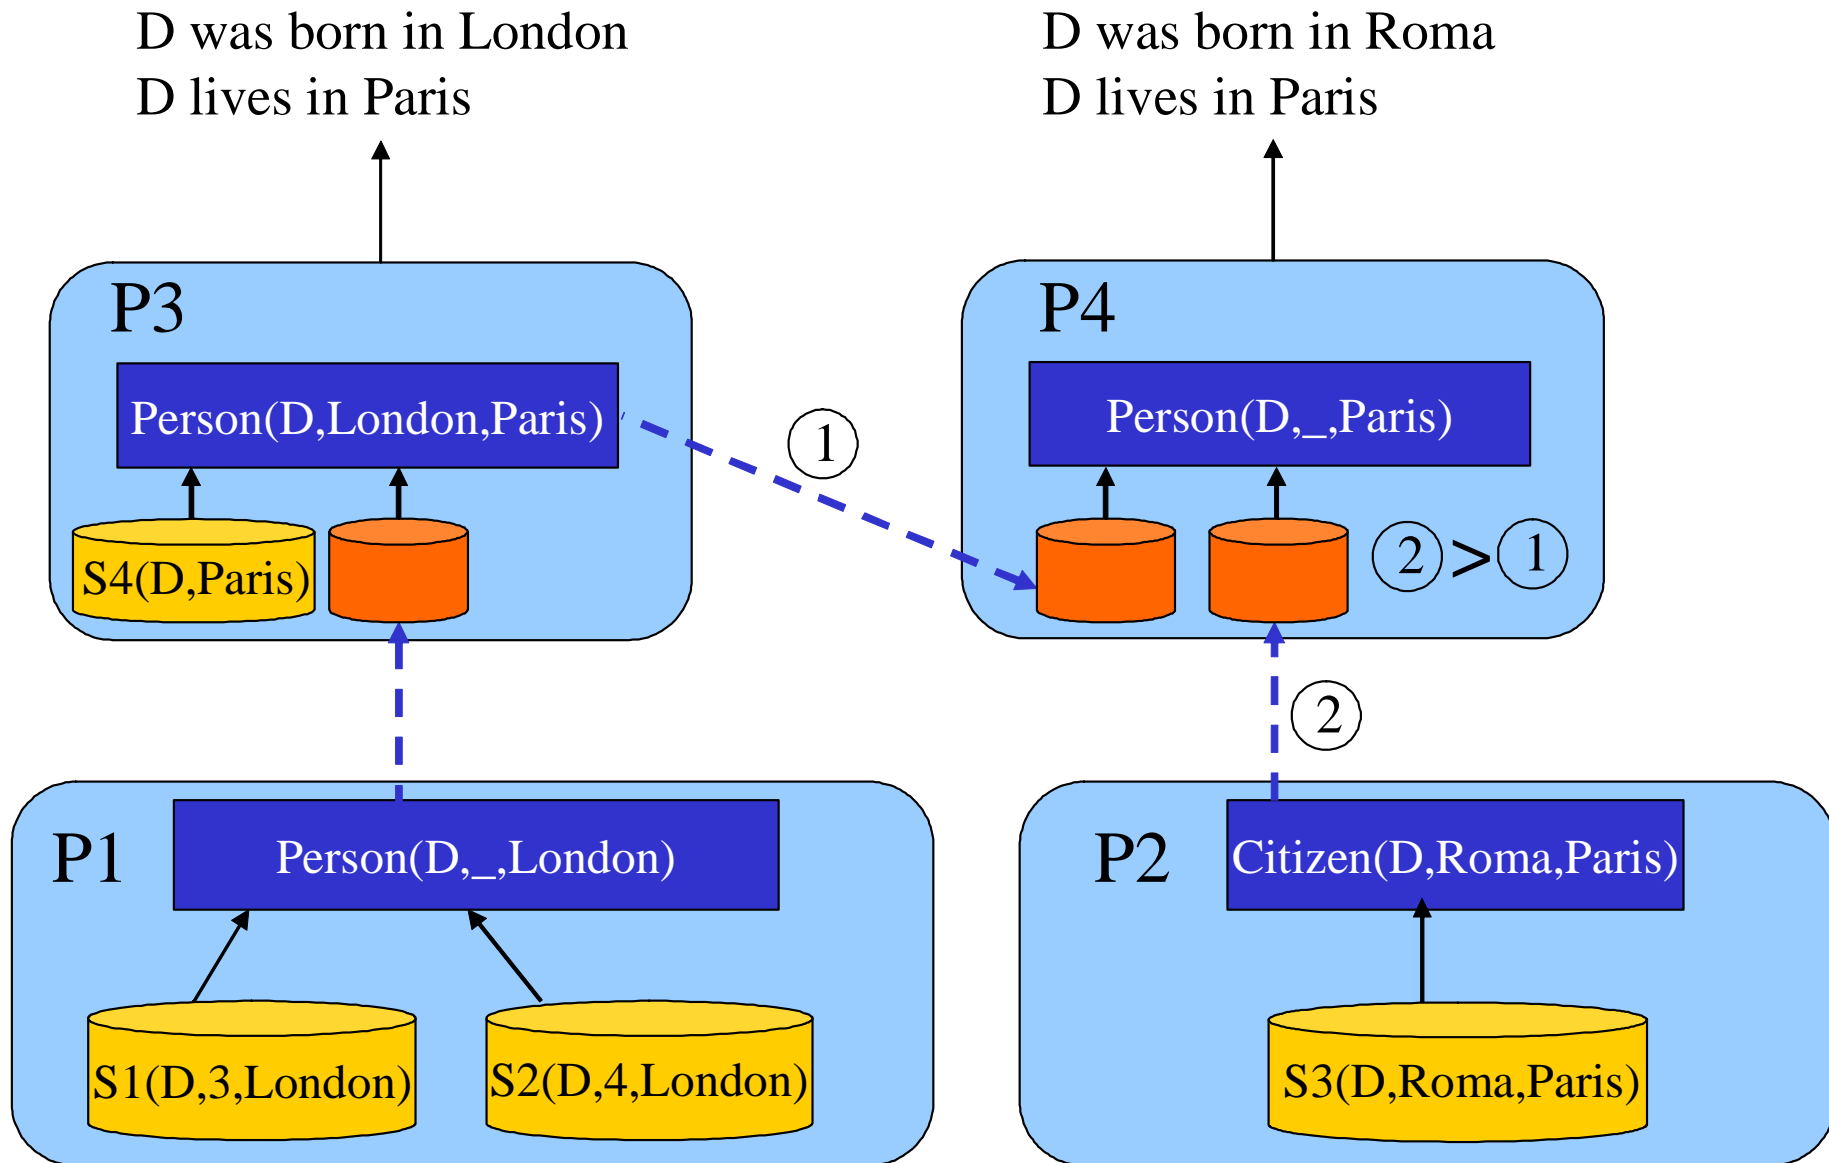 D was born in London
D lives in Paris
D was born in Roma
D lives in Paris
P3
Person(D,London,Paris)
S4(D,Paris)
1
P4
Person(D,_,Paris)
2 > 1
2
P1
Person(D,_,London)
S1(D,3,London)
S2(D,4,London)
P2
Citizen(D,Roma,Paris)
S3(D,Roma,Paris)